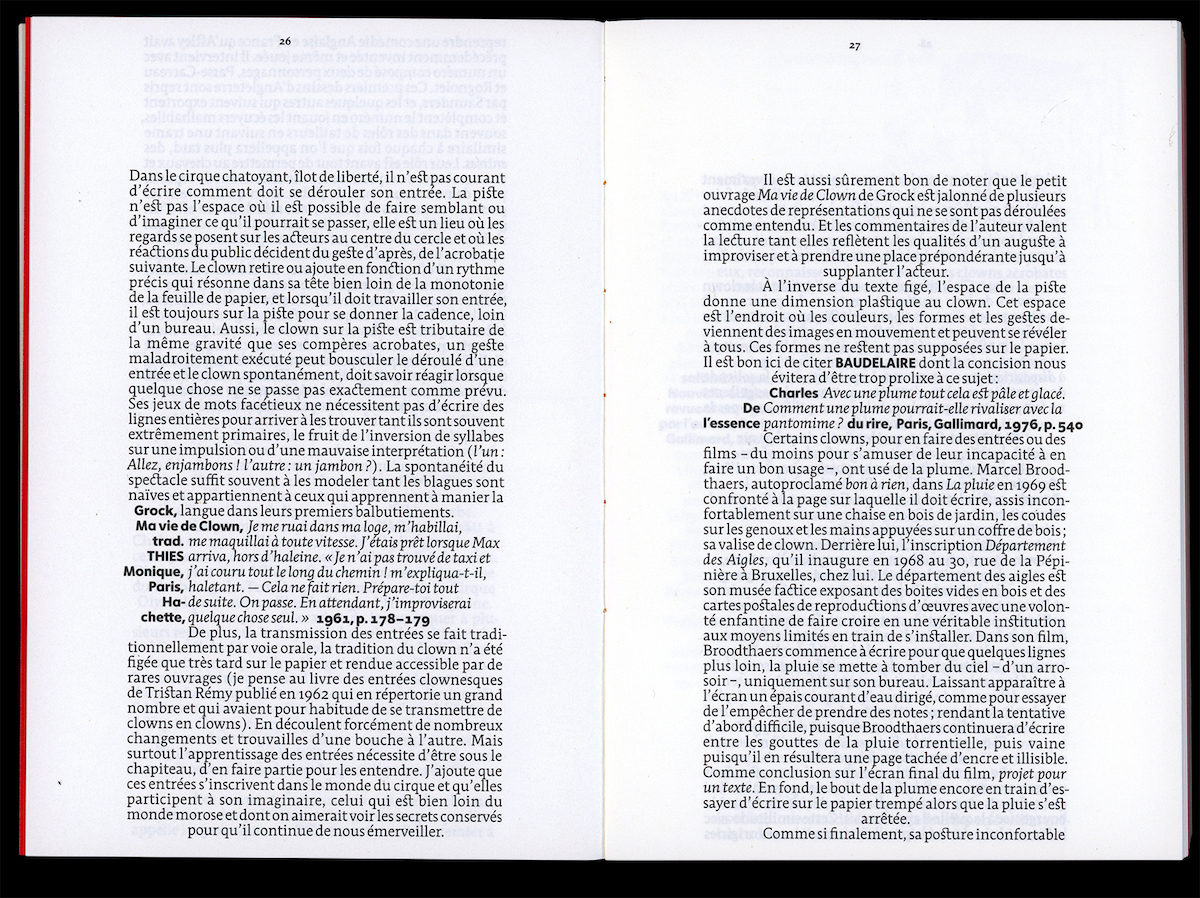 26
Dans le cirque chatoyant, îlot de liberté, il n’est pas courant
d’écrire comment doit se dérouler son entrée. La piste
n’est pas l’espace où il est possible de faire semblant ou
d’imaginer ce qu’il pourrait se passer, elle est un lieu où les
regards se posent sur les acteurs au centre du cercle et où les
réactions du public décident du geste d’après, de l’acrobatie
suivante. Le clown retire ou ajoute en fonction d’un rythme
précis qui résonne dans sa tête bien loin de la monotonie
de la feuille de papier, et lorsqu’il doit travailler son entrée,
il est toujours sur la piste pour se donner la cadence, loin
d’un bureau. Aussi, le clown sur la piste est tributaire de
la même gravité que ses compères acrobates, un geste
maladroitement exécuté peut bousculer le déroulé d’une
entrée et le clown spontanément, doit savoir réagir lorsque
quelque chose ne se passe pas exactement comme prévu.
Ses jeux de mots facétieux ne nécessitent pas d’écrire des
lignes entières pour arriver à les trouver tant ils sont souvent
extrêmement primaires, le fruit de l’inversion de syllabes
sur une impulsion ou d’une mauvaise interprétation (l’un :
Allez, enjambons ! l’autre : un jambon ?). La spontanéité du
spectacle suffit souvent à les modeler tant les blagues sont
naïves et appartiennent à ceux qui apprennent à manier la
Grock, langue dans leurs premiers balbutiements.
Ma vie de Clown, Je me ruai dans ma loge, m’habillai,
trad. me maquillai à toute vitesse. J’étais prêt lorsque Max
THIES arriva, hors d’haleine. « Je n’ai pas trouvé de taxi et
Monique, j’ai couru tout le long du chemin ! m’expliqua-t-il,
Paris, haletant. — Cela ne fait rien. Prépare-toi tout
Ha- de suite. On passe. En attendant, j’improviserai
chette, quelque chose seul. » 1961, p. 178–179
De plus, la transmission des entrées se fait tradi-
tionnellement par voie orale, la tradition du clown n’a été
figée que très tard sur le papier et rendue accessible par de
rares ouvrages (je pense au livre des entrées clownesques
de Tristan Rémy publié en 1962 qui en répertorie un grand
nombre et qui avaient pour habitude de se transmettre de
clowns en clowns). En découlent forcément de nombreux
changements et trouvailles d’une bouche à l’autre. Mais
surtout l’apprentissage des entrées nécessite d’être sous le
chapiteau, d’en faire partie pour les entendre. J’ajoute que
ces entrées s’inscrivent dans le monde du cirque et qu’elles
participent à son imaginaire, celui qui est bien loin du
monde morose et dont on aimerait voir les secrets conservés
pour qu’il continue de nous émerveiller.
27
Il est aussi sûrement bon de noter que le petit
ouvrage Ma vie de Clown de Grock est jalonné de plusieurs
anecdotes de représentations qui ne se sont pas déroulées
comme entendu. Et les commentaires de l’auteur valent
la lecture tant elles reflètent les qualités d’un auguste à
improviser et à prendre une place prépondérante jusqu’à
supplanter l’acteur.
À l’inverse du texte figé, l’espace de la piste
donne une dimension plastique au clown. Cet espace
est l’endroit où les couleurs, les formes et les gestes de-
viennent des images en mouvement et peuvent se révéler
à tous. Ces formes ne restent pas supposées sur le papier.
Il est bon ici de citer BAUDELAIRE dont la concision nous
évitera d’être trop prolixe à ce sujet :
Charles Avec une plume tout cela est pâle et glacé.
De Comment une plume pourrait-elle rivaliser avec la
l’essence pantomime ? du rire, Paris, Gallimard, 1976, p. 540
Certains clowns, pour en faire des entrées ou des
films – du moins pour s’amuser de leur incapacité à en
faire un bon usage –, ont usé de la plume. Marcel Brood-
thaers, autoproclamé bon à rien, dans La pluie en 1969 est
confronté à la page sur laquelle il doit écrire, assis incon-
fortablement sur une chaise en bois de jardin, les coudes
sur les genoux et les mains appuyées sur un coffre de bois ;
sa valise de clown. Derrière lui, l’inscription Département
des Aigles, qu’il inaugure en 1968 au 30, rue de la Pépi-
nière à Bruxelles, chez lui. Le département des aigles est
son musée factice exposant des boites vides en bois et des
cartes postales de reproductions d’œuvres avec une volon-
té enfantine de faire croire en une véritable institution
aux moyens limités en train de s’installer. Dans son film,
Broodthaers commence à écrire pour que quelques lignes
plus loin, la pluie se mette à tomber du ciel – d’un arro-
soir –, uniquement sur son bureau. Laissant apparaître à
l’écran un épais courant d’eau dirigé, comme pour essayer
de l’empêcher de prendre des notes ; rendant la tentative
d’abord difficile, puisque Broodthaers continuera d’écrire
entre les gouttes de la pluie torrentielle, puis vaine
puisqu’il en résultera une page tachée d’encre et illisible.
Comme conclusion sur l’écran final du film, projet pour
un texte. En fond, le bout de la plume encore en train d’es-
sayer d’écrire sur le papier trempé alors que la pluie s’est
arrêtée.
Comme si finalement, sa posture inconfortable